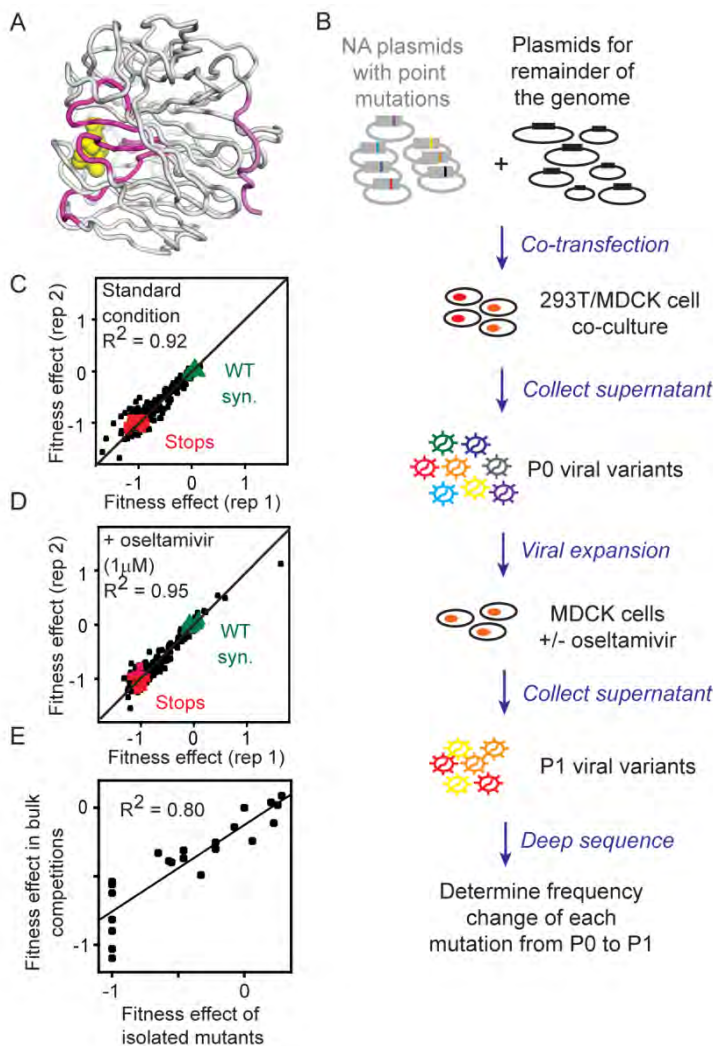 A
B
NA plasmids
with point
mutations
Plasmids for
remainder of
the genome
+
Co-transfection
293T/MDCK cell
co-culture
Collect supernatant
P0 viral variants
Viral expansion
MDCK cells
+/- oseltamivir
Collect supernatant
P1 viral variants
Deep sequence
Determine frequency
change of each
mutation from P0 to P1
C
Fitness effect (rep 2)
1
0
-1
Standard
condition
R² = 0.92
WT
syn.
Stops
-1
0
1
Fitness effect (rep 1)
D
Fitness effect (rep 2)
1
0
-1
+ oseltamivir
(1µM)
R² = 0.95
WT
syn.
Stops
-1
0
1
Fitness effect (rep 1)
E
Fitness effect in bulk
competitions
0
-1
R² = 0.80
-1
0
Fitness effect of
isolated mutants